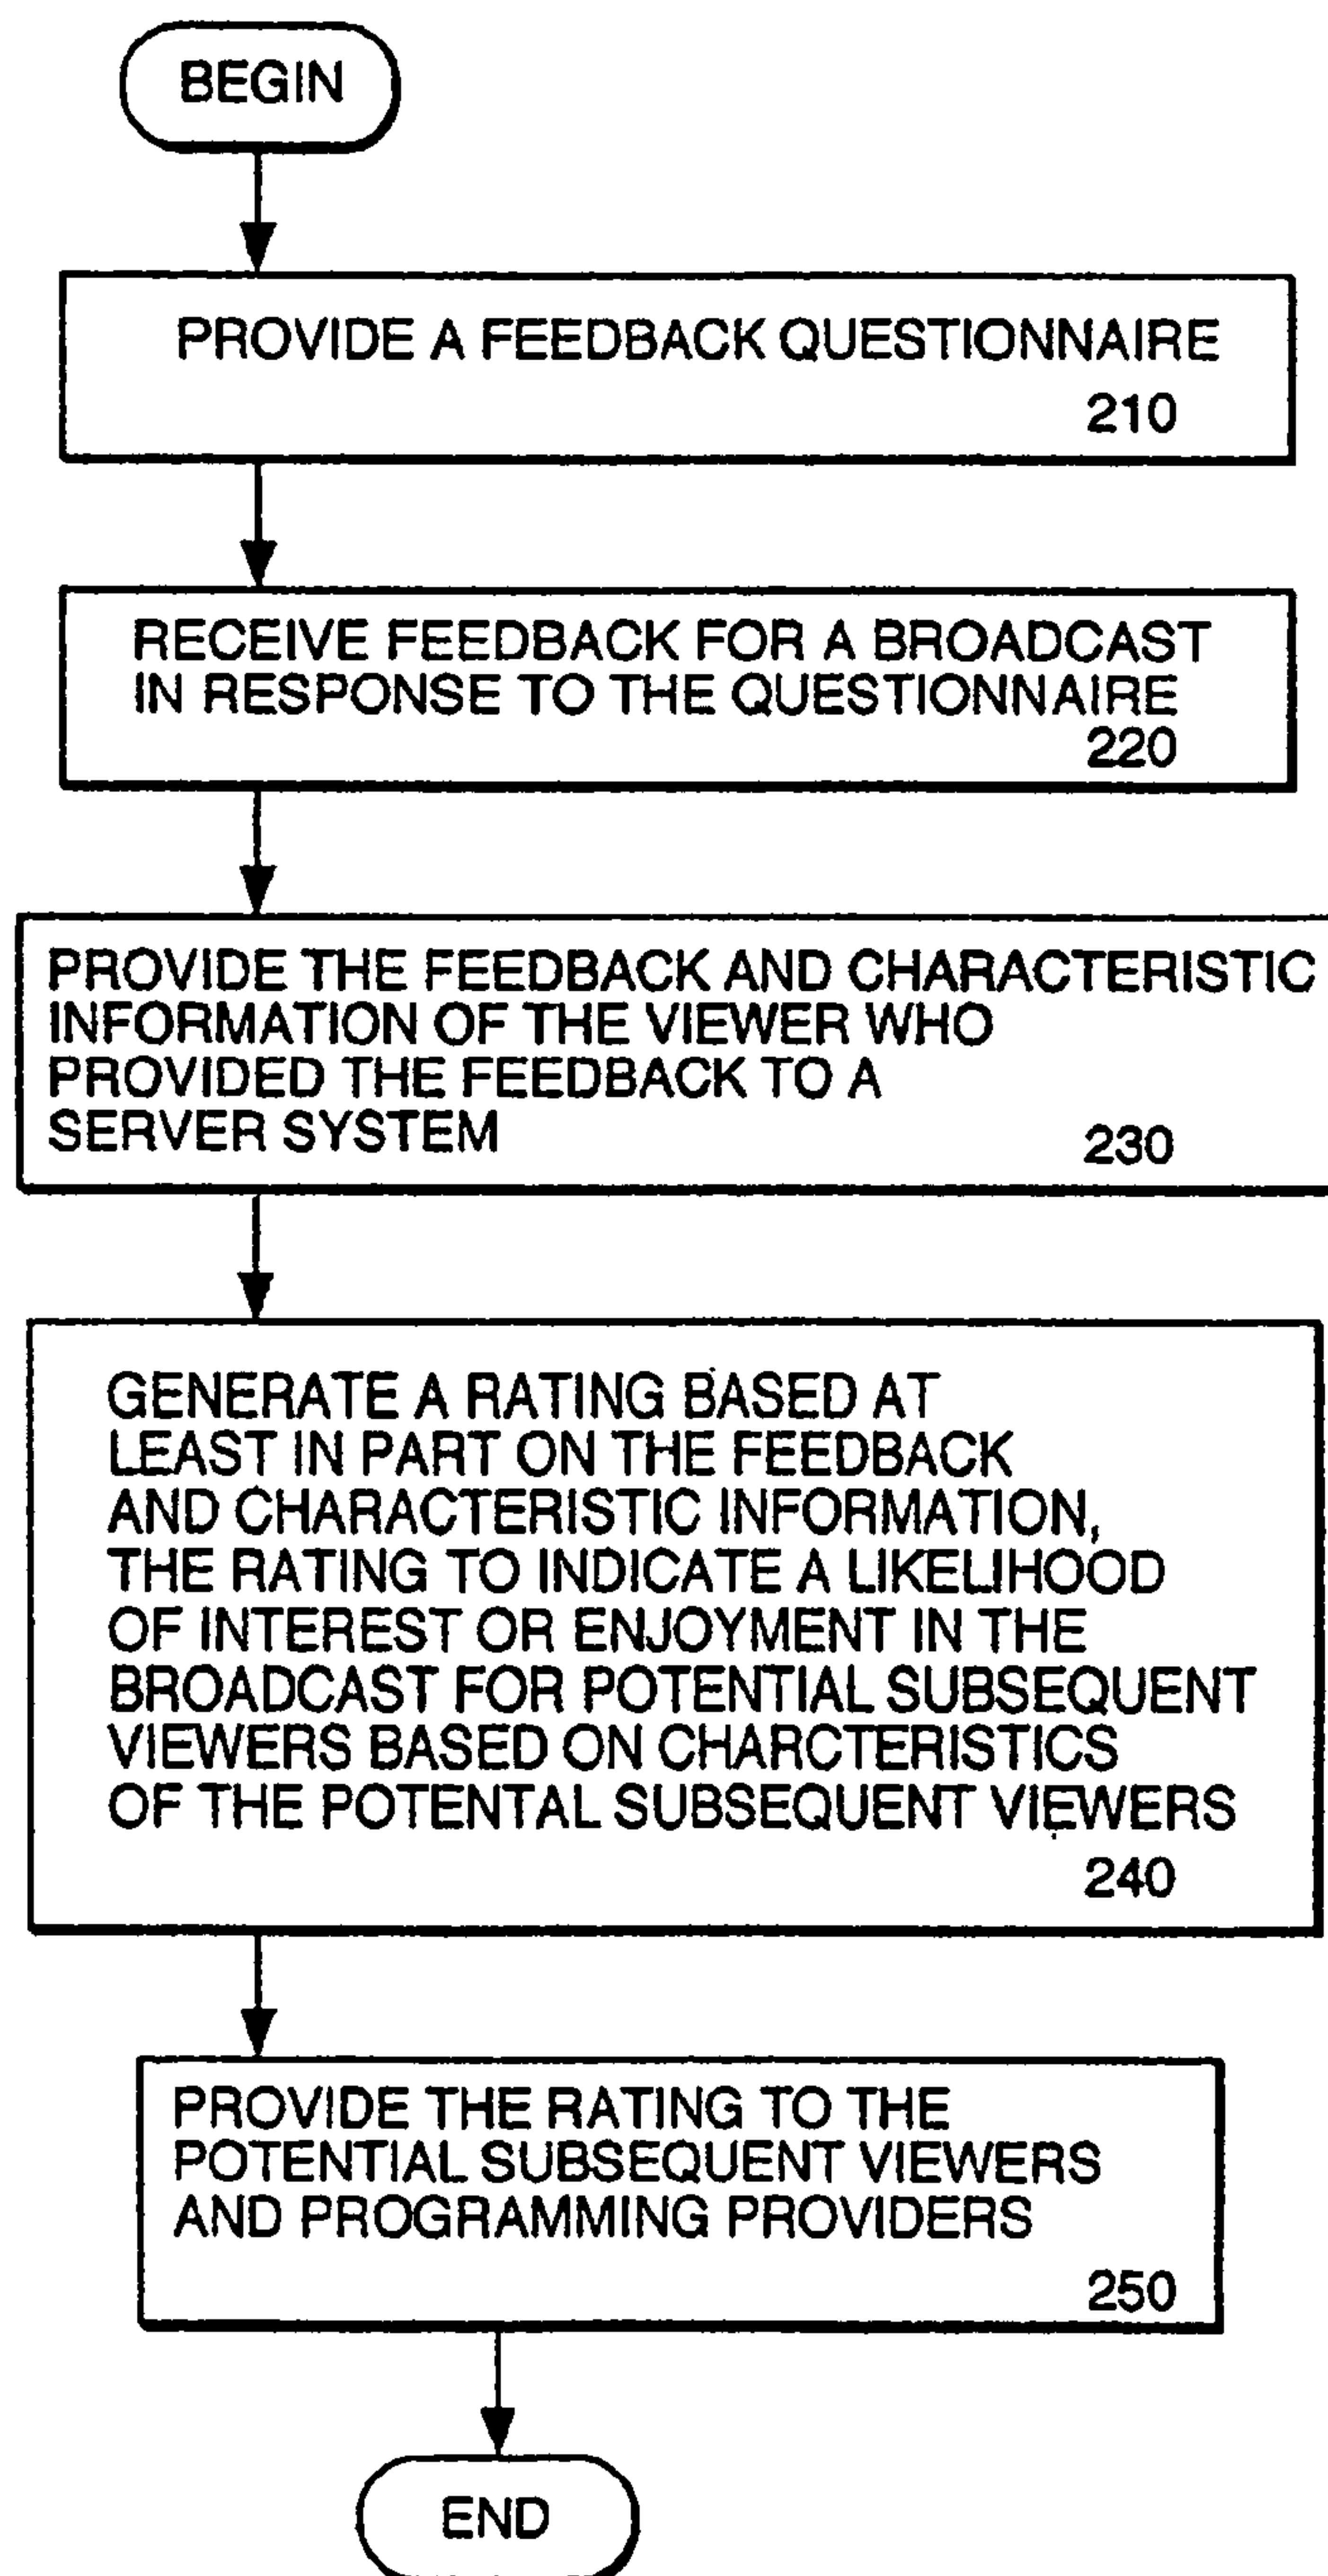 BEGIN
PROVIDE A FEEDBACK QUESTIONNAIRE
210
RECEIVE FEEDBACK FOR A BROADCAST
IN RESPONSE TO THE QUESTIONNAIRE
220
PROVIDE THE FEEDBACK AND CHARACTERISTIC
INFORMATION OF THE VIEWER WHO
PROVIDED THE FEEDBACK TO A
SERVER SYSTEM 230
GENERATE A RATING BASED AT
LEAST IN PART ON THE FEEDBACK
AND CHARACTERISTIC INFORMATION,
THE RATING TO INDICATE A LIKELIHOOD
OF INTEREST OR ENJOYMENT IN THE
BROADCAST FOR POTENTIAL SUBSEQUENT
VIEWERS BASED ON CHARCTERISTICS
OF THE POTENTAL SUBSEQUENT VIEWERS
240
PROVIDE THE RATING TO THE
POTENTIAL SUBSEQUENT VIEWERS
AND PROGRAMMING PROVIDERS
250
END